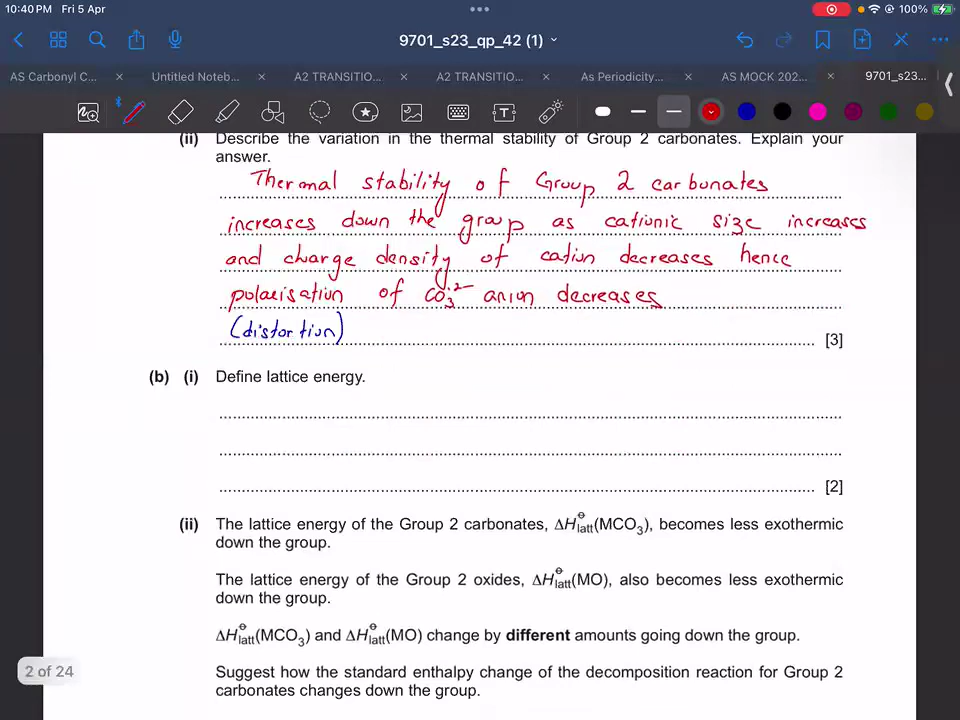 10:40 PM Fri 5 Apr
100%
9701_s23_qp_42 (1)
AS Carbonyl C...
Untitled Noteb...
A2 TRANSITIO...
A2 TRANSITIO...
As Periodicity...
AS MOCK 202...
9701_s23...
(ii) Describe the variation in the thermal stability of Group 2 carbonates. Explain your
answer.
Thermal stability of Group 2 carbonates
increases down the group as cationic size increases
and charge density of cation decreases hence
polarisation of CO₃²⁻ anion decreases
(distortion)
[3]
(b) (i) Define lattice energy.
[2]
(ii) The lattice energy of the Group 2 carbonates, ΔH⦵latt(MCO₃), becomes less exothermic
down the group.
The lattice energy of the Group 2 oxides, ΔH⦵latt(MO), also becomes less exothermic
down the group.
ΔH⦵latt(MCO₃) and ΔH⦵latt(MO) change by different amounts going down the group.
Suggest how the standard enthalpy change of the decomposition reaction for Group 2
carbonates changes down the group.
2 of 24